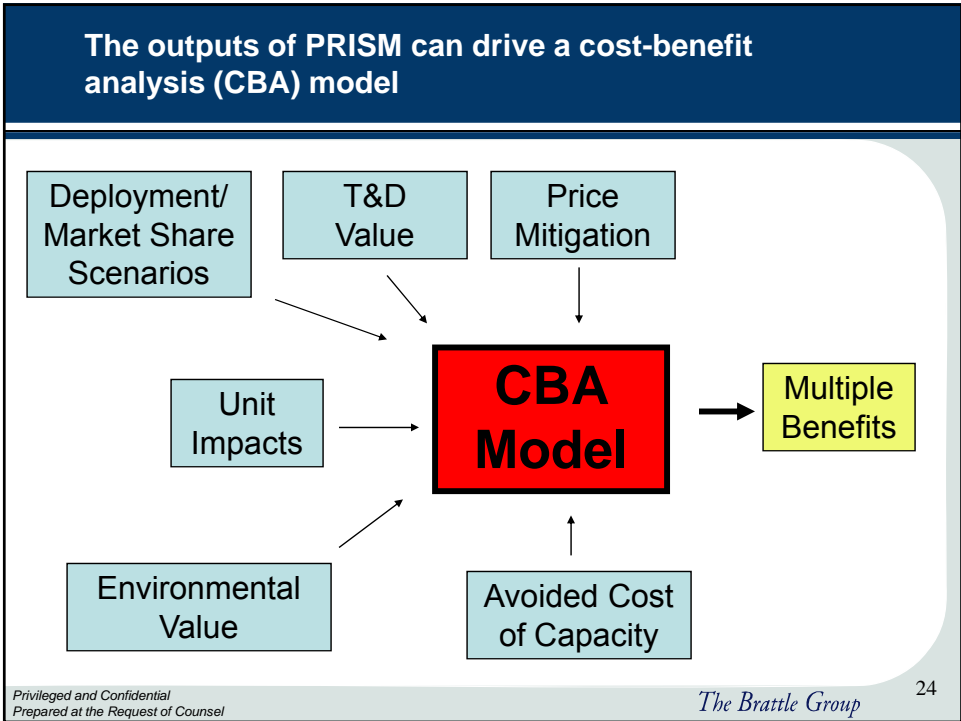 The outputs of PRISM can drive a cost-benefit
analysis (CBA) model
Deployment/
Market Share
Scenarios
T&D
Value
Price
Mitigation
Unit
Impacts
CBA
Model
Multiple
Benefits
Environmental
Value
Avoided Cost
of Capacity
Privileged and Confidential
Prepared at the Request of Counsel
The Brattle Group
24